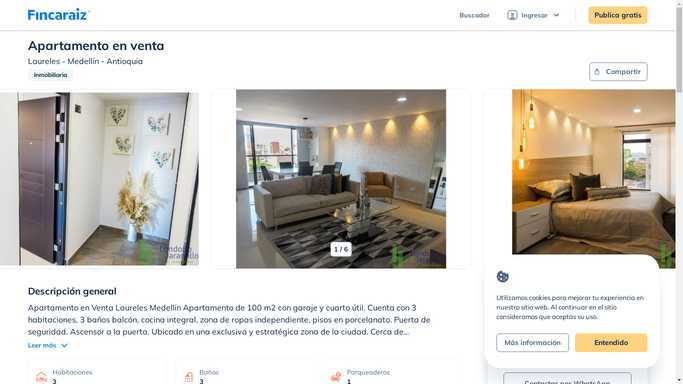 Fincaraiz
Buscador
Ingresar
Publica gratis
Apartamento en venta
Laureles - Medellín - Antioquia
Inmobiliaria
Compartir
1 / 6
Descripción general
Apartamento en Venta Laureles Medellin Apartamento de 100 m2 con garaje y cuarto útil. Cuenta con 3
habitaciones, 3 baños balcón, cocina integral, zona de ropas independiente, pisos en porcelanato. Puerta de
seguridad. Ascensor a la puerta. Ubicado en una exclusiva y estratégica zona de la ciudad. Cerca de...
Leer más
Habitaciones
3
Baños
3
Parqueaderos
1
Utilizamos cookies para mejorar tu experiencia en
nuestro sitio web. Al continuar en el sitio
consideramos que aceptas su uso.
Más información
Entendido
Contactar por WhatsApp